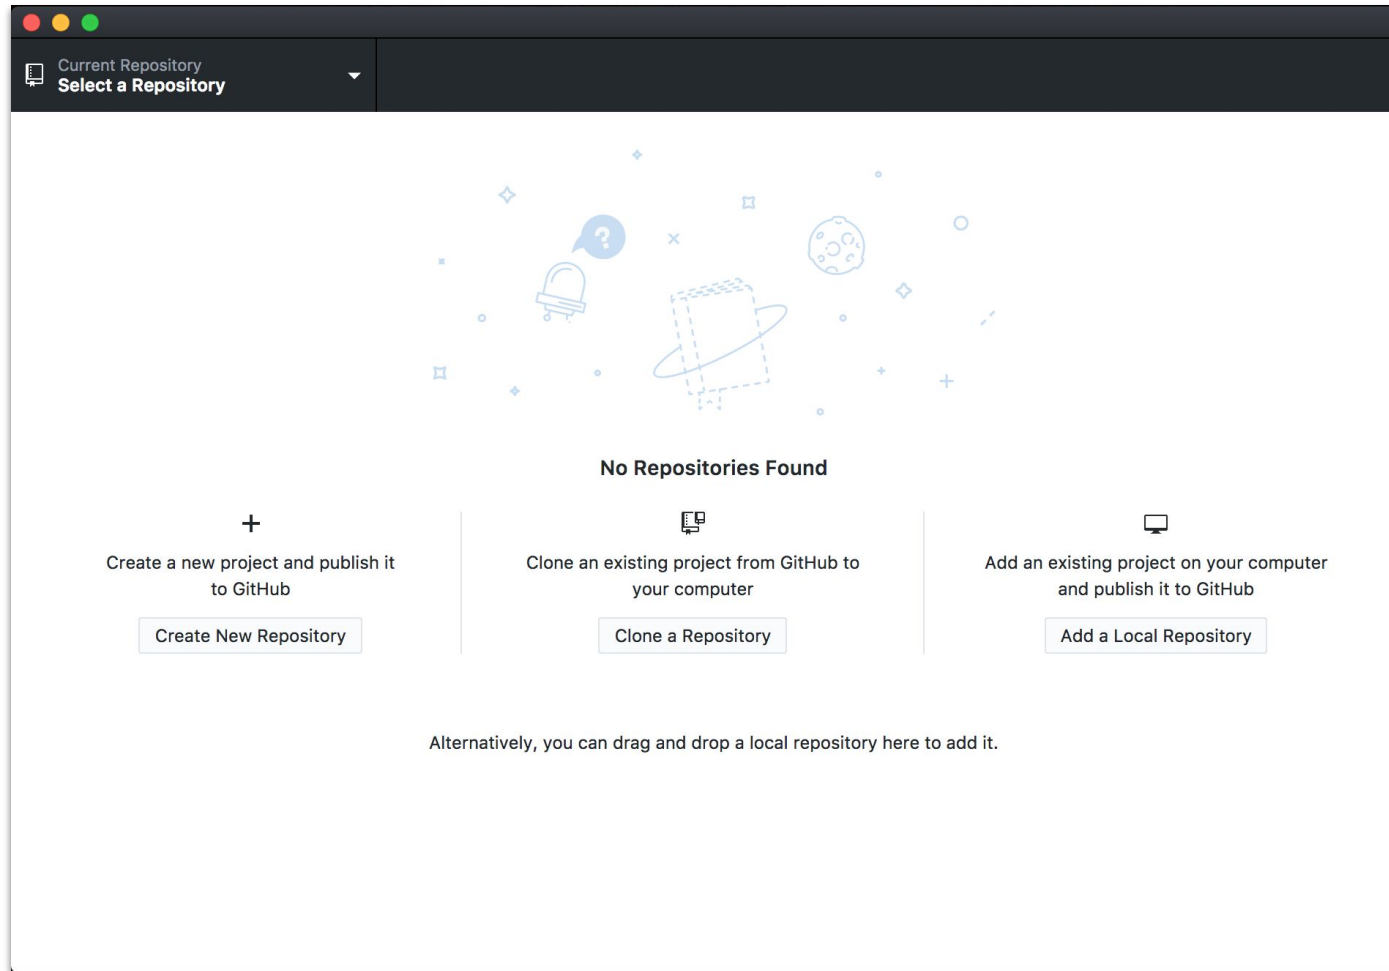 Current Repository
Select a Repository
?
No Repositories Found
Create a new project and publish it
to GitHub
Create New Repository
Clone an existing project from GitHub to
your computer
Clone a Repository
Add an existing project on your computer
and publish it to GitHub
Add a Local Repository
Alternatively, you can drag and drop a local repository here to add it.